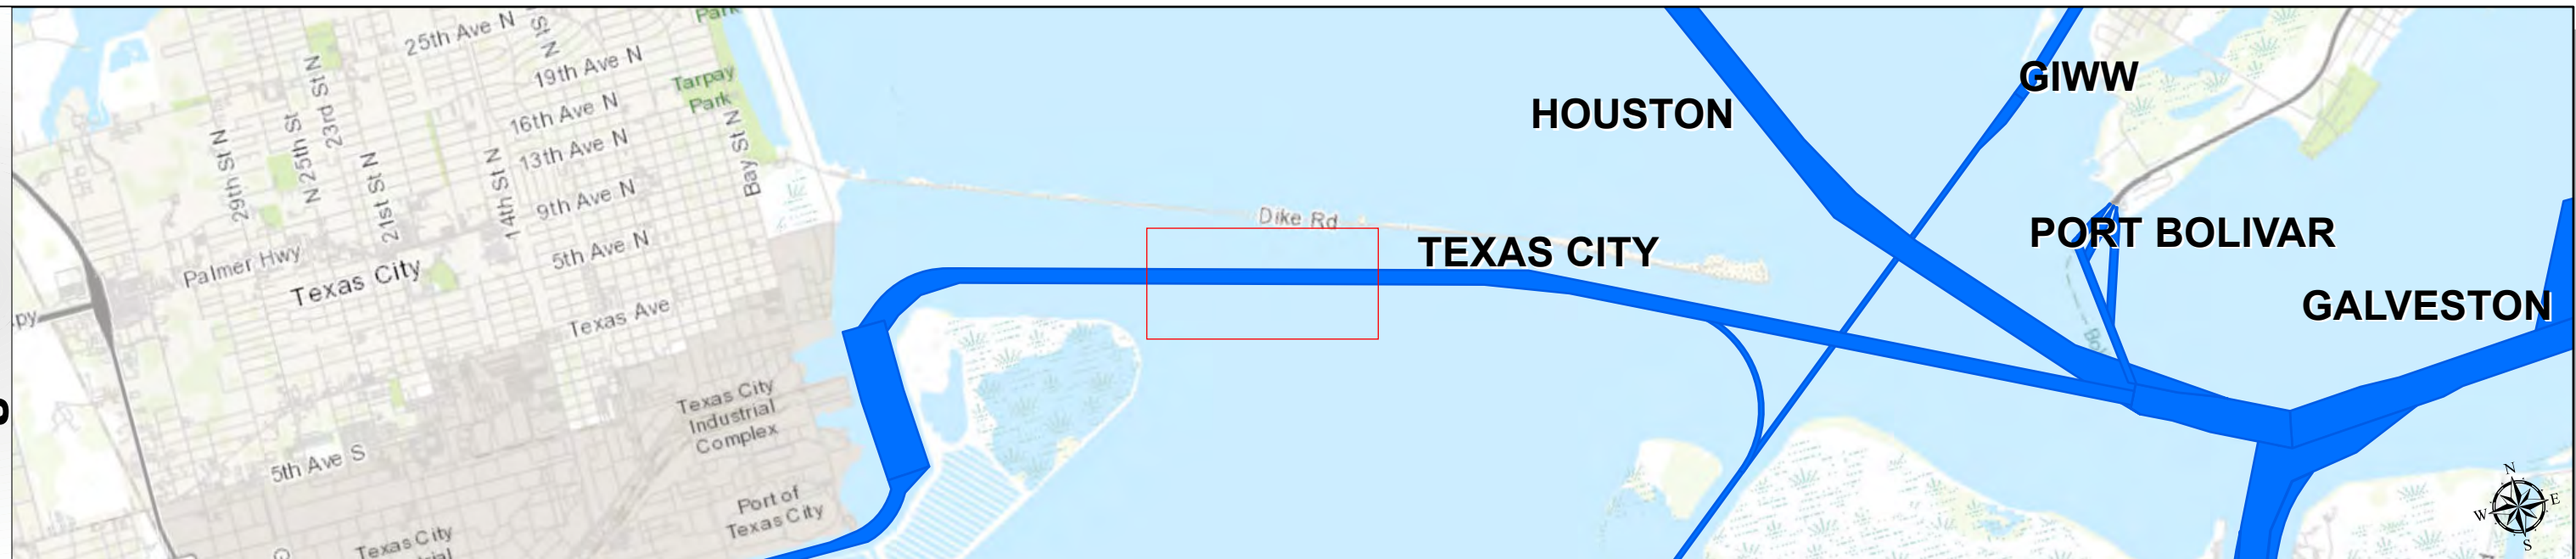 Park
25th Ave N
St N
19th Ave N
Tarpay
Park
23rd St N
16th Ave N
N 25th St
29th St N
13th Ave N
Bay St N
21st St N
14th St N
9th Ave N
5th Ave N
Palmer Hwy
Texas City
Texas Ave
Texas City
Industrial
Complex
5th Ave S
Port of
Texas City
Texas City
Dike Rd
HOUSTON
GIWW
TEXAS CITY
PORT BOLIVAR
GALVESTON
N
W
E
S